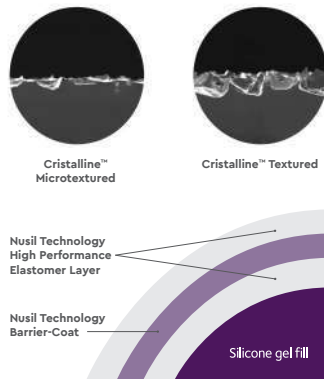 Cristalline™
Microtextured
Cristalline™ Textured
Nusil Technology
High Performance
Elastomer Layer
Nusil Technology
Barrier-Coat
Silicone gel fill